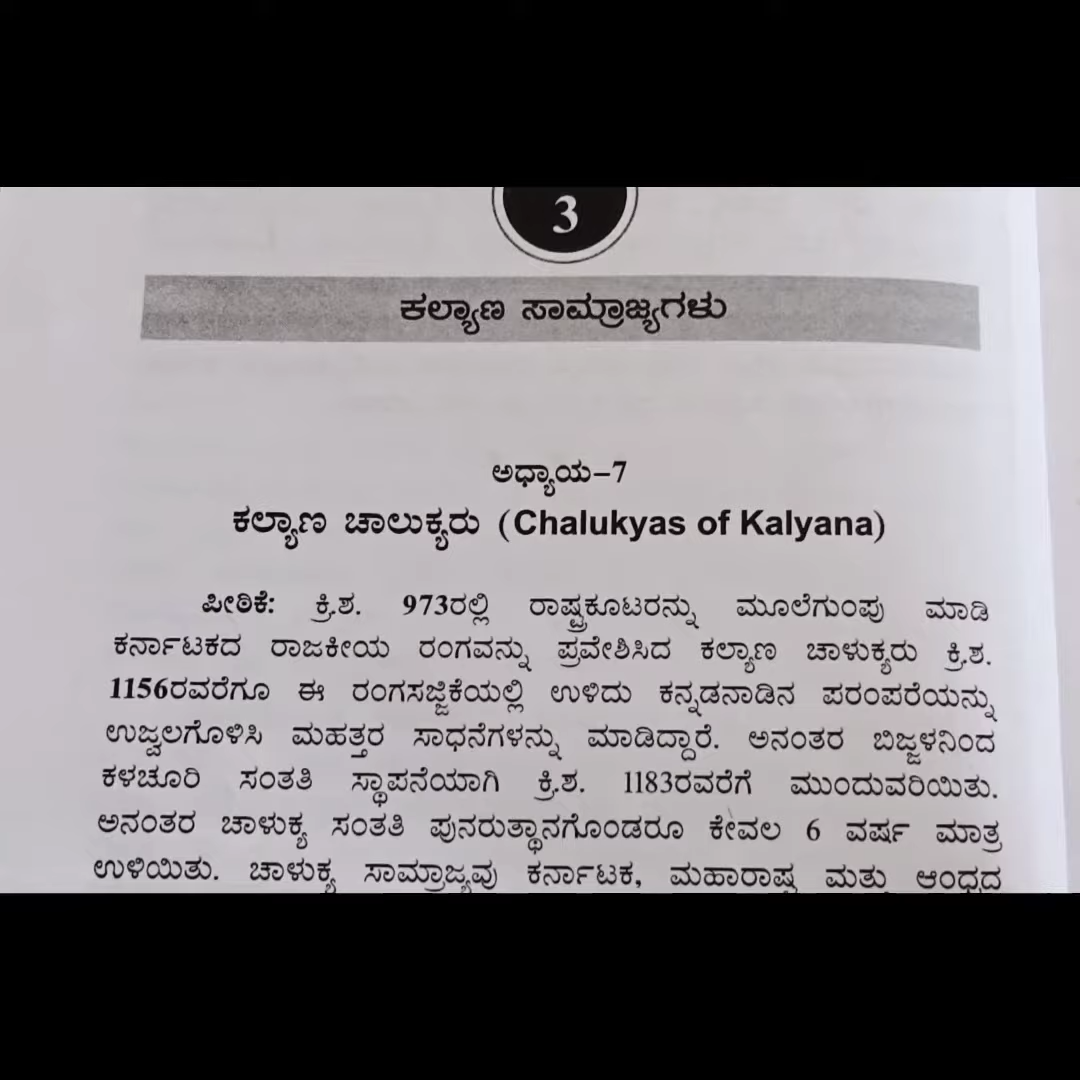 3
ಕಲ್ಯಾಣ ಸಾಮ್ರಾಜ್ಯಗಳು
ಅಧ್ಯಾಯ–7
ಕಲ್ಯಾಣ ಚಾಲುಕ್ಯರು (Chalukyas of Kalyana)
ಪೀಠಿಕೆ: ಕ್ರಿ.ಶ. 973ರಲ್ಲಿ ರಾಷ್ಟ್ರಕೂಟರನ್ನು ಮೂಲೆಗುಂಪು ಮಾಡಿ
ಕರ್ನಾಟಕದ ರಾಜಕೀಯ ರಂಗವನ್ನು ಪ್ರವೇಶಿಸಿದ ಕಲ್ಯಾಣ ಚಾಳುಕ್ಯರು ಕ್ರಿ.ಶ.
1156ರವರೆಗೂ ಈ ರಂಗಸಜ್ಜಿಕೆಯಲ್ಲಿ ಉಳಿದು ಕನ್ನಡನಾಡಿನ ಪರಂಪರೆಯನ್ನು
ಉಜ್ವಲಗೊಳಿಸಿ ಮಹತ್ತರ ಸಾಧನೆಗಳನ್ನು ಮಾಡಿದ್ದಾರೆ. ಅನಂತರ ಬಿಜ್ಜಳನಿಂದ
ಕಳಚೂರಿ ಸಂತತಿ ಸ್ಥಾಪನೆಯಾಗಿ ಕ್ರಿ.ಶ. 1183ರವರೆಗೆ ಮುಂದುವರಿಯಿತು.
ಅನಂತರ ಚಾಳುಕ್ಯ ಸಂತತಿ ಪುನರುತ್ಥಾನಗೊಂಡರೂ ಕೇವಲ 6 ವರ್ಷ ಮಾತ್ರ
ಉಳಿಯಿತು. ಚಾಳುಕ್ಯ ಸಾಮ್ರಾಜ್ಯವು ಕರ್ನಾಟಕ, ಮಹಾರಾಷ್ಟ್ರ ಮತ್ತು ಆಂಧ್ರದ